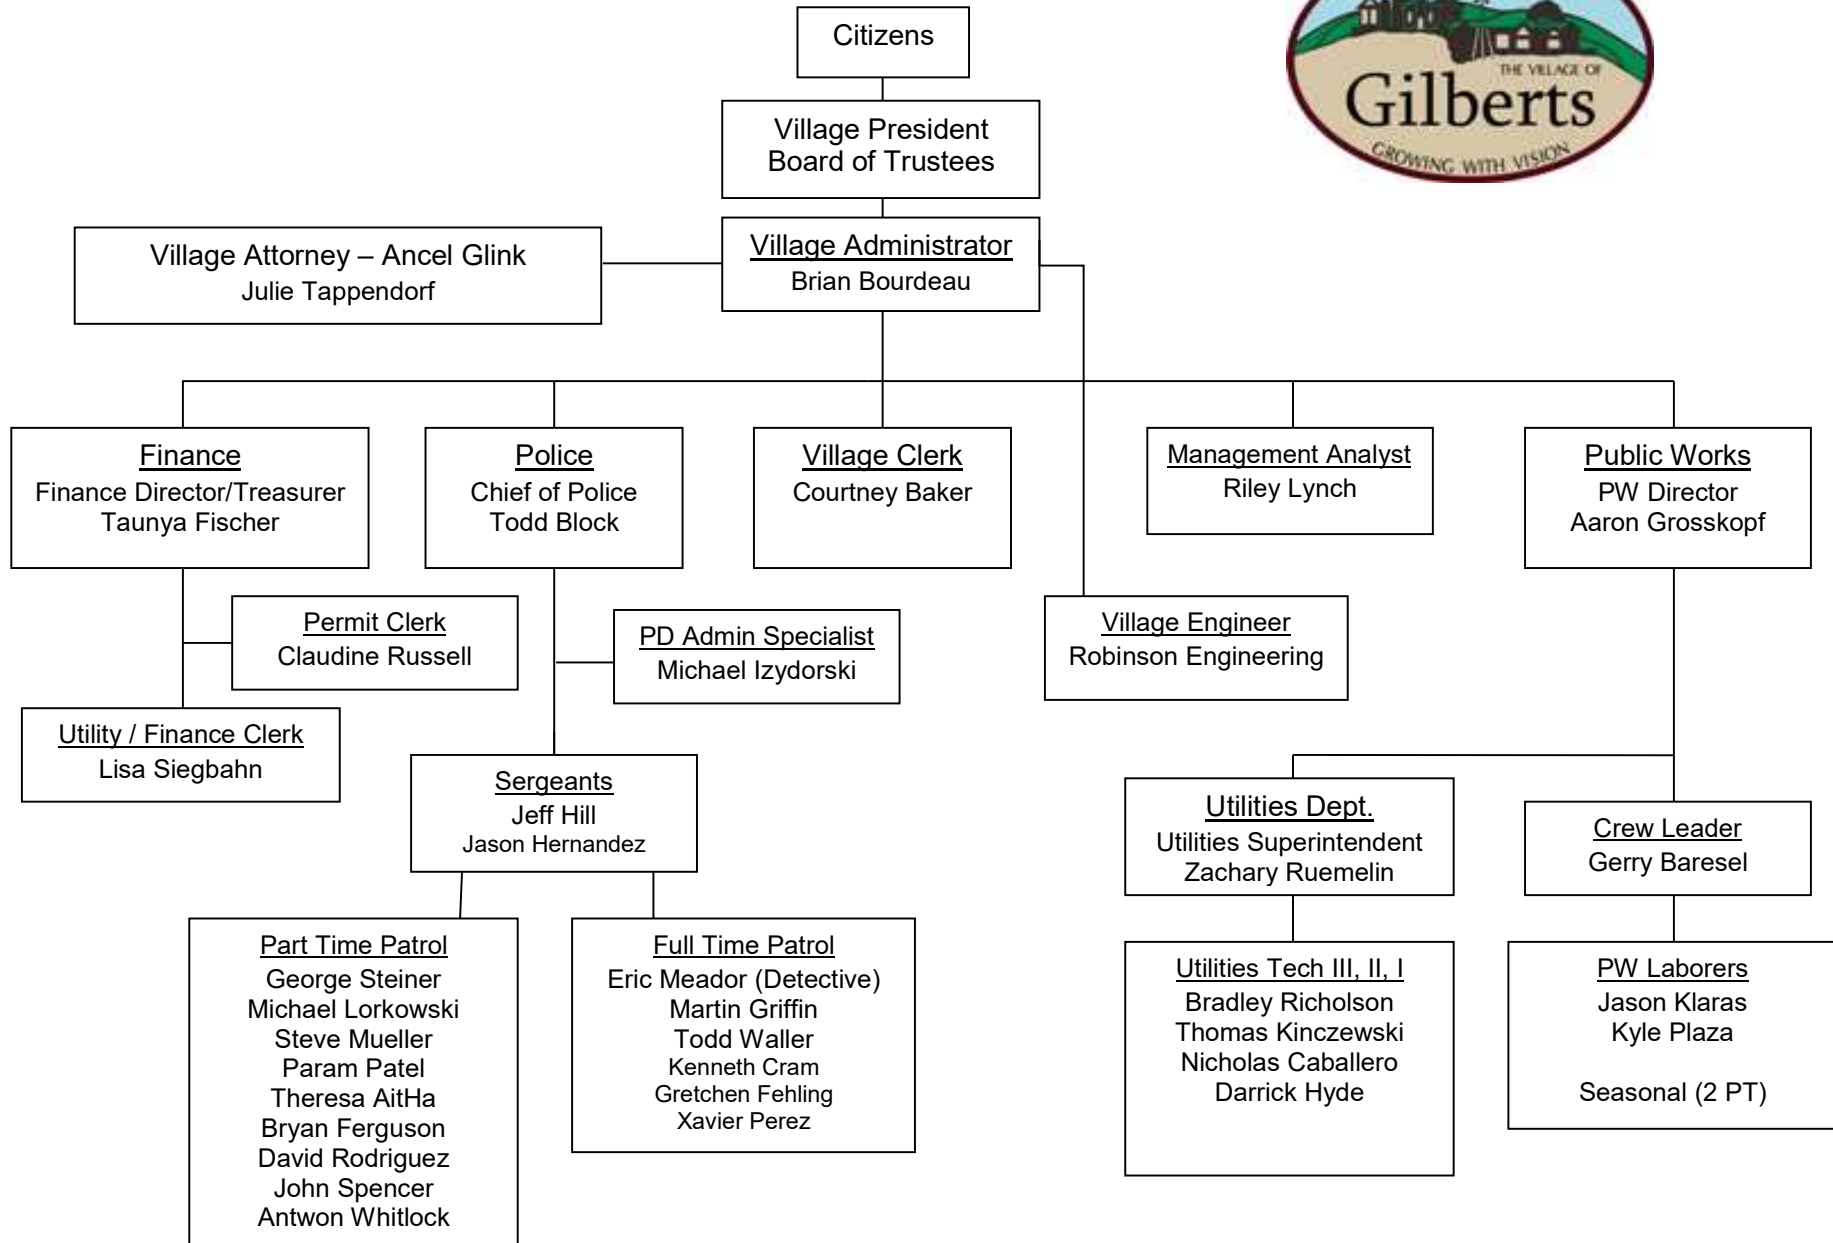 Citizens
THE VILLAGE OF
Gilberts
GROWING WITH VISION
Village President
Board of Trustees
Village Attorney – Ancel Glink
Julie Tappendorf
Village Administrator
Brian Bourdeau
Finance
Finance Director/Treasurer
Taunya Fischer
Police
Chief of Police
Todd Block
Village Clerk
Courtney Baker
Management Analyst
Riley Lynch
Public Works
PW Director
Aaron Grosskopf
Permit Clerk
Claudine Russell
PD Admin Specialist
Michael Izydorski
Village Engineer
Robinson Engineering
Utility / Finance Clerk
Lisa Siegbahn
Sergeants
Jeff Hill
Jason Hernandez
Utilities Dept.
Utilities Superintendent
Zachary Ruemelin
Crew Leader
Gerry Baresel
Part Time Patrol
George Steiner
Michael Lorkowski
Steve Mueller
Param Patel
Theresa AitHa
Bryan Ferguson
David Rodriguez
John Spencer
Antwon Whitlock
Full Time Patrol
Eric Meador (Detective)
Martin Griffin
Todd Waller
Kenneth Cram
Gretchen Fehling
Xavier Perez
Utilities Tech III, II, I
Bradley Richolson
Thomas Kinczewski
Nicholas Caballero
Darrick Hyde
PW Laborers
Jason Klaras
Kyle Plaza
Seasonal (2 PT)